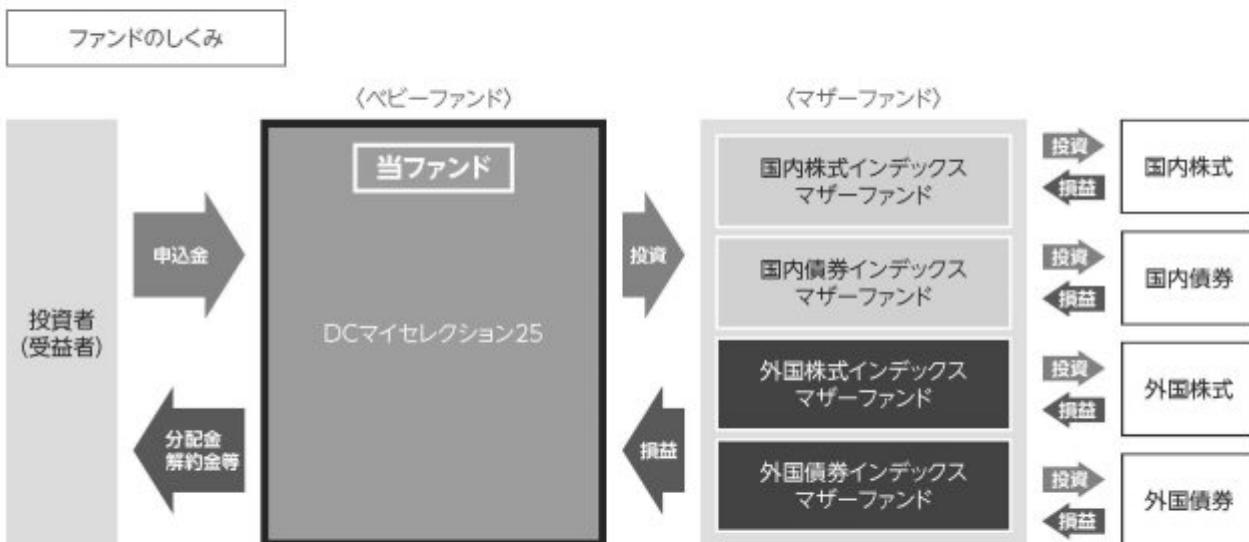 ファンドのしくみ
〈ベビーファンド〉
〈マザーファンド〉
投資者
(受益者)
申込金
分配金
解約金等
当ファンド
DCマイセレクション25
投資
損益
国内株式インデックス
マザーファンド
国内債券インデックス
マザーファンド
外国株式インデックス
マザーファンド
外国債券インデックス
マザーファンド
投資
損益
国内株式
投資
損益
国内債券
投資
損益
外国株式
投資
損益
外国債券